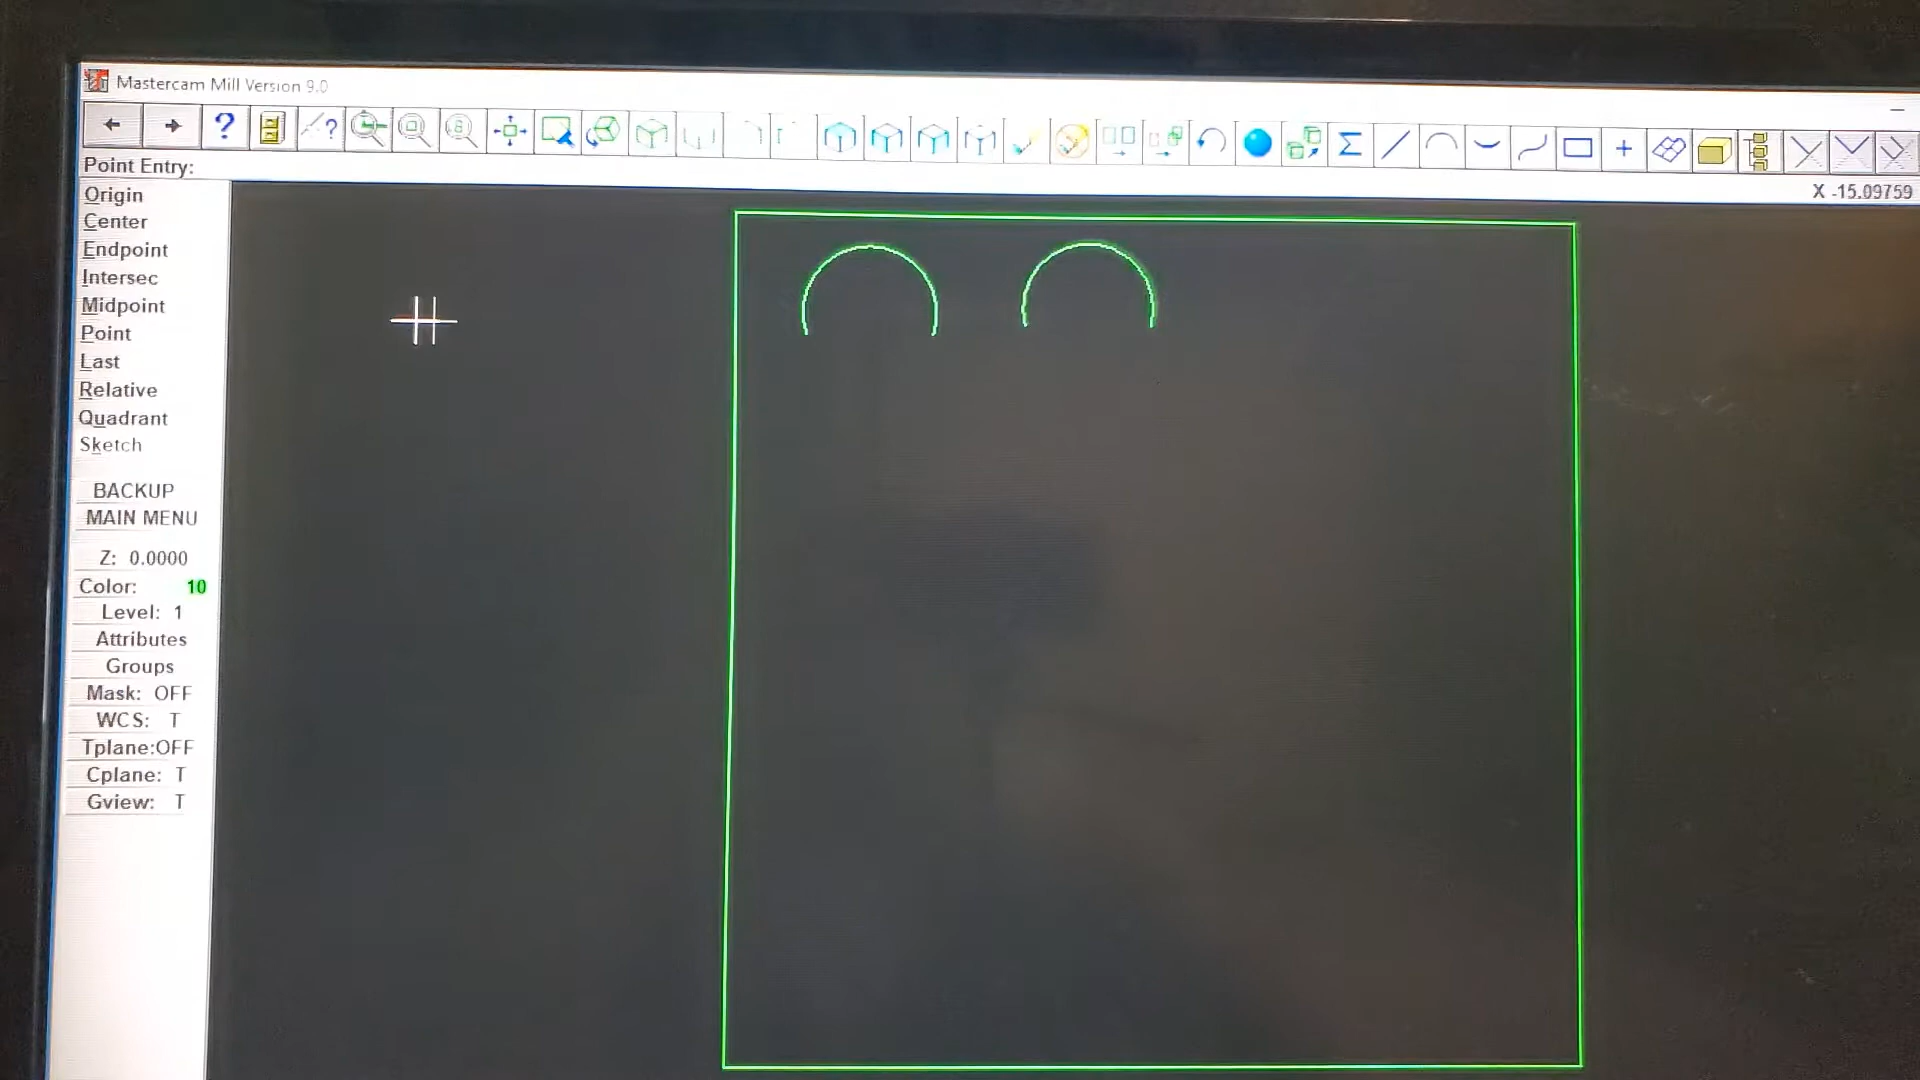 Mastercam Mill Version 9.0
Point Entry:
X -15.09759
Origin
Center
Endpoint
Intersec
Midpoint
Point
Last
Relative
Quadrant
Sketch
BACKUP
MAIN MENU
Z: 0.0000
Color: 10
Level: 1
Attributes
Groups
Mask: OFF
WCS: T
Tplane:OFF
Cplane: T
Gview: T